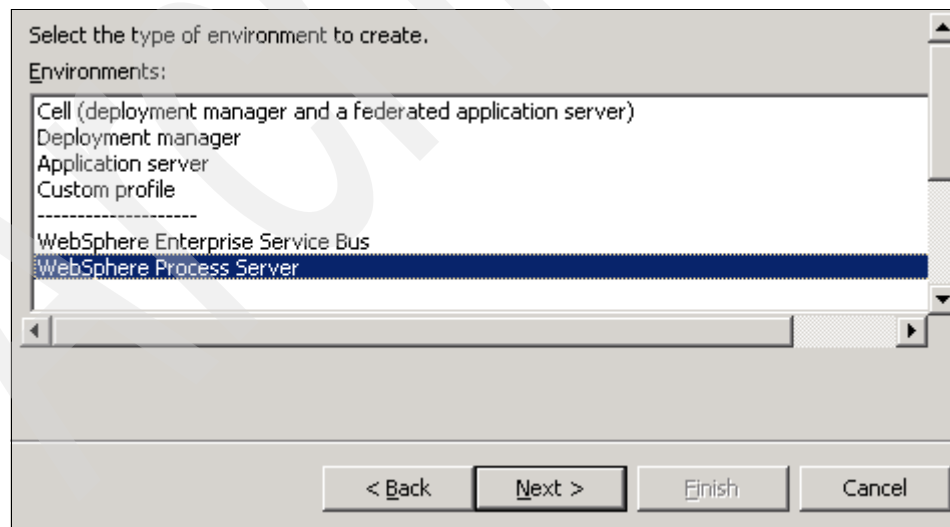 Select the type of environment to create.
Environments:
Cell (deployment manager and a federated application server)
Deployment manager
Application server
Custom profile
--------------------
WebSphere Enterprise Service Bus
WebSphere Process Server
< Back
Next >
Finish
Cancel